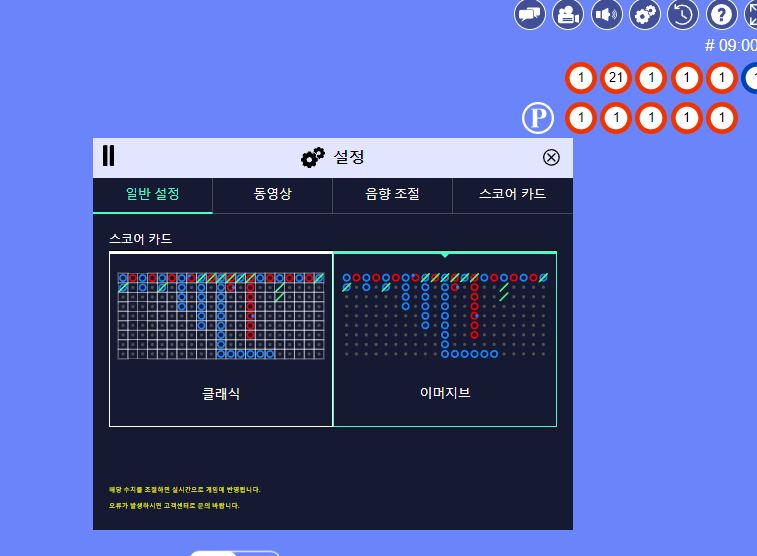 # 09:00
1 21 1 1 1
P 1 1 1 1 1
설정
일반 설정 동영상 음향 조절 스코어 카드
스코어 카드
클래식 이머지브
해당 수치를 조절하면 실시간으로 게임에 반영됩니다.
오류가 발생하시면 고객센터로 문의 바랍니다.